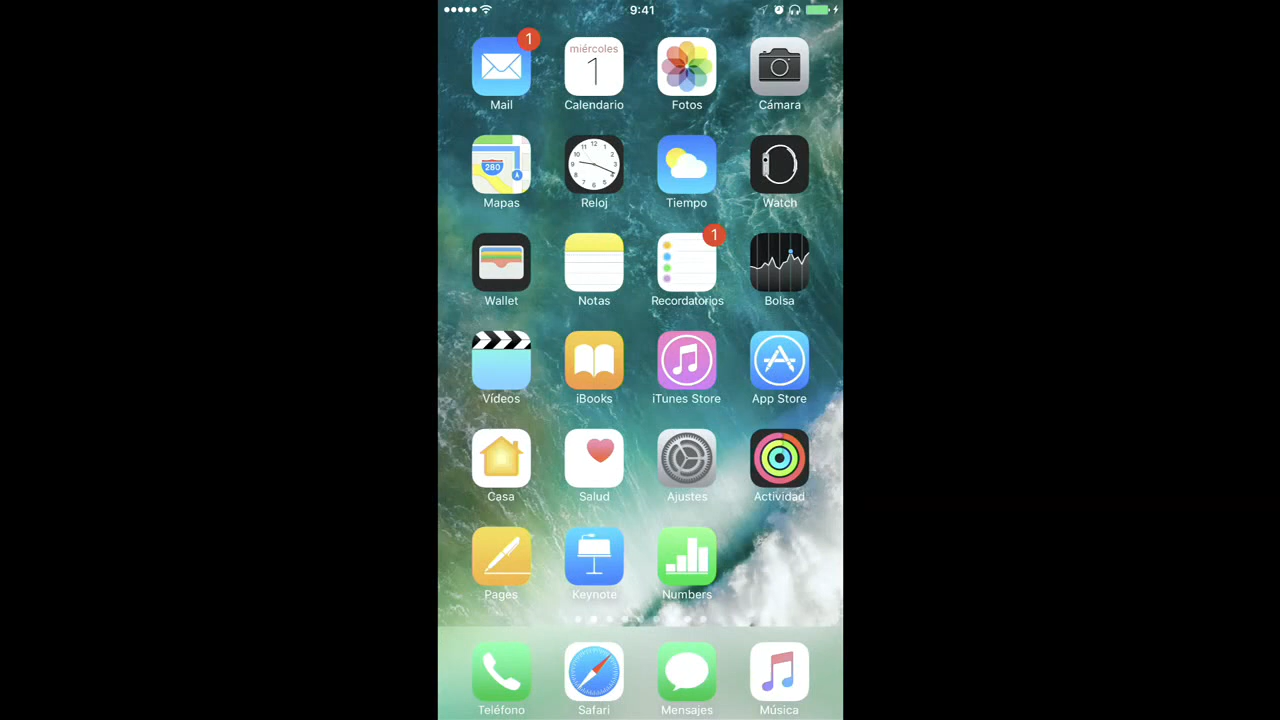 9:41
1
miércoles
1
Mail
Calendario
Fotos
Cámara
280
12
Mapas
Reloj
Tiempo
Watch
1
Wallet
Notas
Recordatorios
Bolsa
Vídeos
iBooks
iTunes Store
App Store
Casa
Salud
Ajustes
Actividad
Pages
Keynote
Numbers
Teléfono
Safari
Mensajes
Música